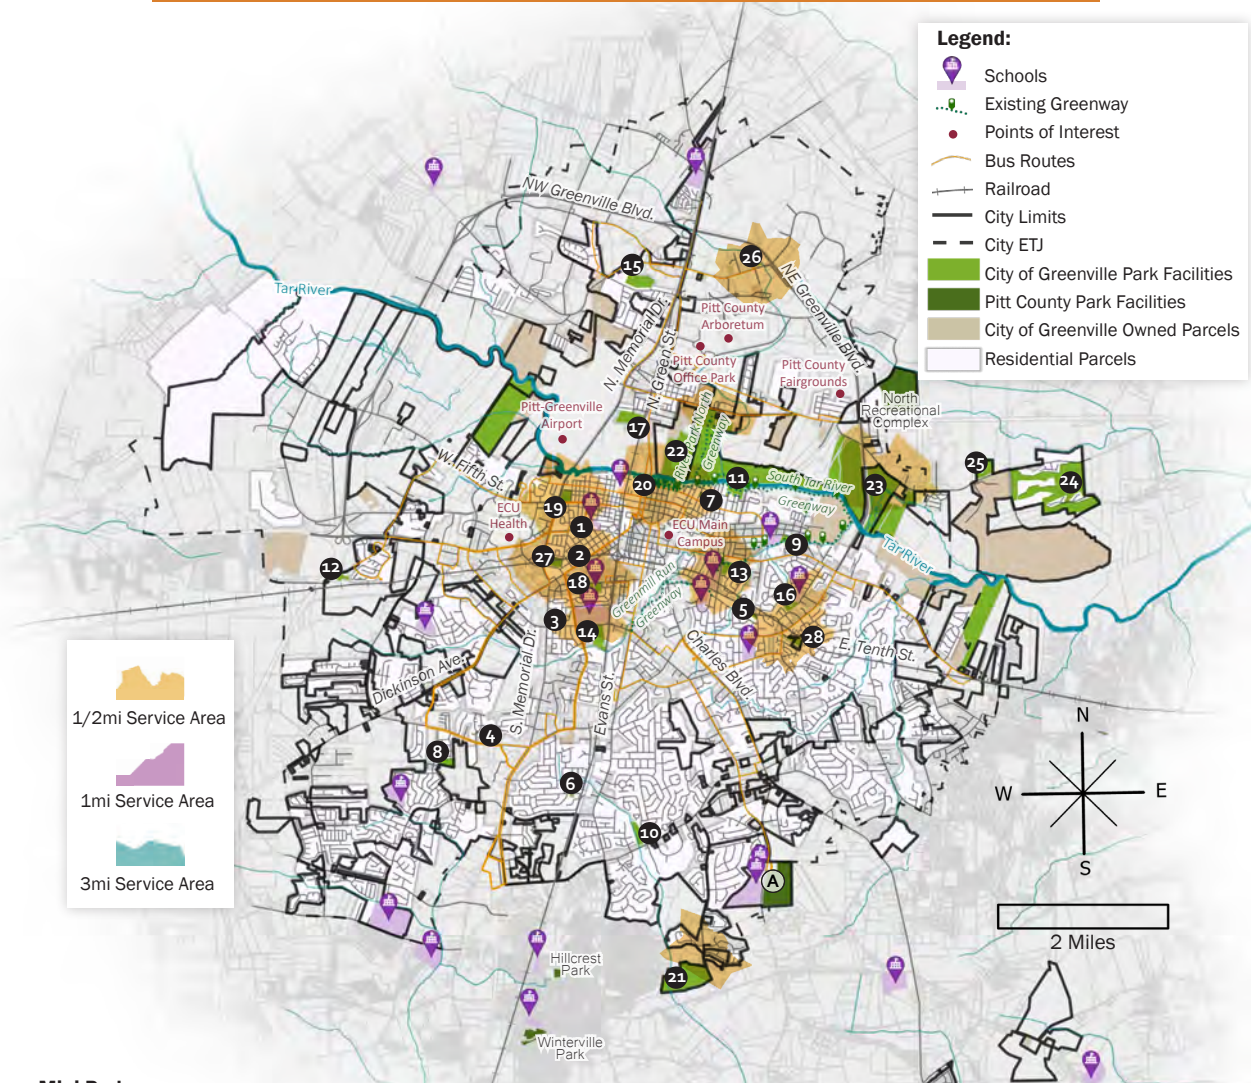 Legend:
Schools
Existing Greenway
Points of Interest
Bus Routes
Railroad
City Limits
City ETJ
City of Greenville Park Facilities
Pitt County Park Facilities
City of Greenville Owned Parcels
Residential Parcels
NW Greenville Blvd.
26
15
NE Greenville Blvd.
Tar River
N. Memorial Dr.
Pitt County
Arboretum
N. Green St.
Pitt County
Office Park
Pitt County
Fairgrounds
North
Recreational
Complex
Pitt-Greenville
Airport
17
River Park North
Greenway
22
W. Fifth St.
25
24
20
11
South Tar River
Greenway
23
7
19
ECU
Health
1
ECU Main
Campus
9
Tar River
27
2
12
13
18
Greenmill Run
Greenway
16
5
3
14
28
E. Tenth St.
Charles Blvd.
Dickinson Ave.
S. Memorial Dr.
Evans St.
4
8
6
10
A
21
1/2mi Service Area
1mi Service Area
3mi Service Area
N
W
E
S
2 Miles
Hillcrest
Park
Winterville
Park